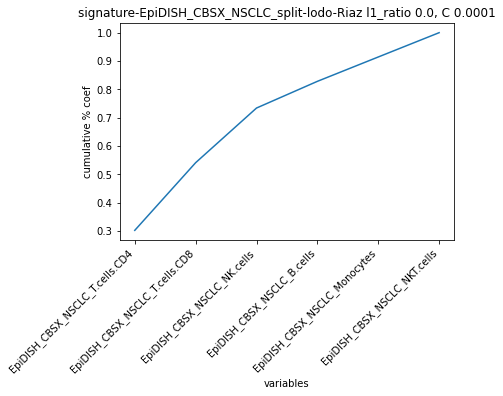 signature-EpiDISH_CBSX_NSCLC_split-lodo-Riaz l1_ratio 0.0, C 0.0001
cumulative % coef
1.0
0.9
0.8
0.7
0.6
0.5
0.4
0.3
EpiDISH_CBSX_NSCLC_T.cells.CD4
EpiDISH_CBSX_NSCLC_T.cells.CD8
EpiDISH_CBSX_NSCLC_NK.cells
EpiDISH_CBSX_NSCLC_B.cells
EpiDISH_CBSX_NSCLC_Monocytes
EpiDISH_CBSX_NSCLC_NKT.cells
variables